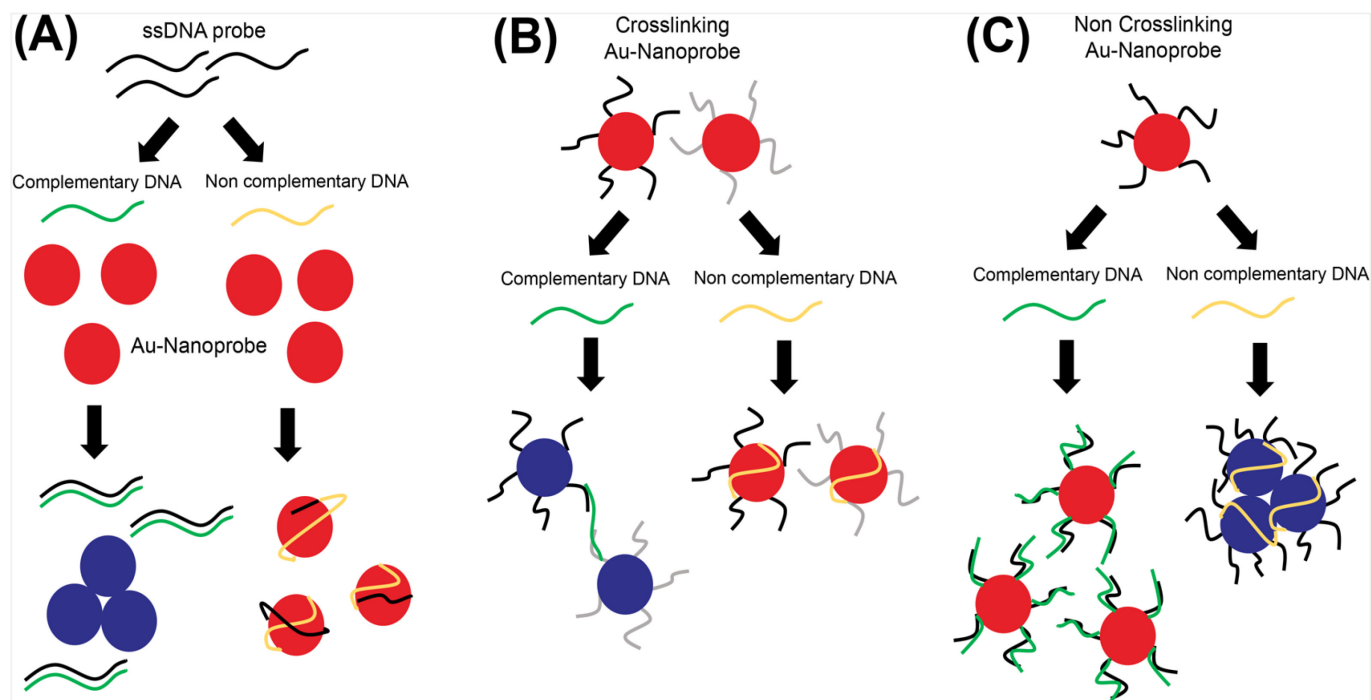 (A)
ssDNA probe
Complementary DNA
Non complementary DNA
Au-Nanoprobe
(B)
Crosslinking
Au-Nanoprobe
Complementary DNA
Non complementary DNA
(C)
Non Crosslinking
Au-Nanoprobe
Complementary DNA
Non complementary DNA